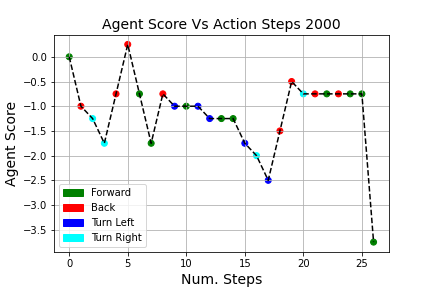 Agent Score Vs Action Steps 2000
0.0
−0.5
−1.0
−1.5
−2.0
−2.5
−3.0
−3.5
Agent Score
Forward
Back
Turn Left
Turn Right
0 5 10 15 20 25
Num. Steps